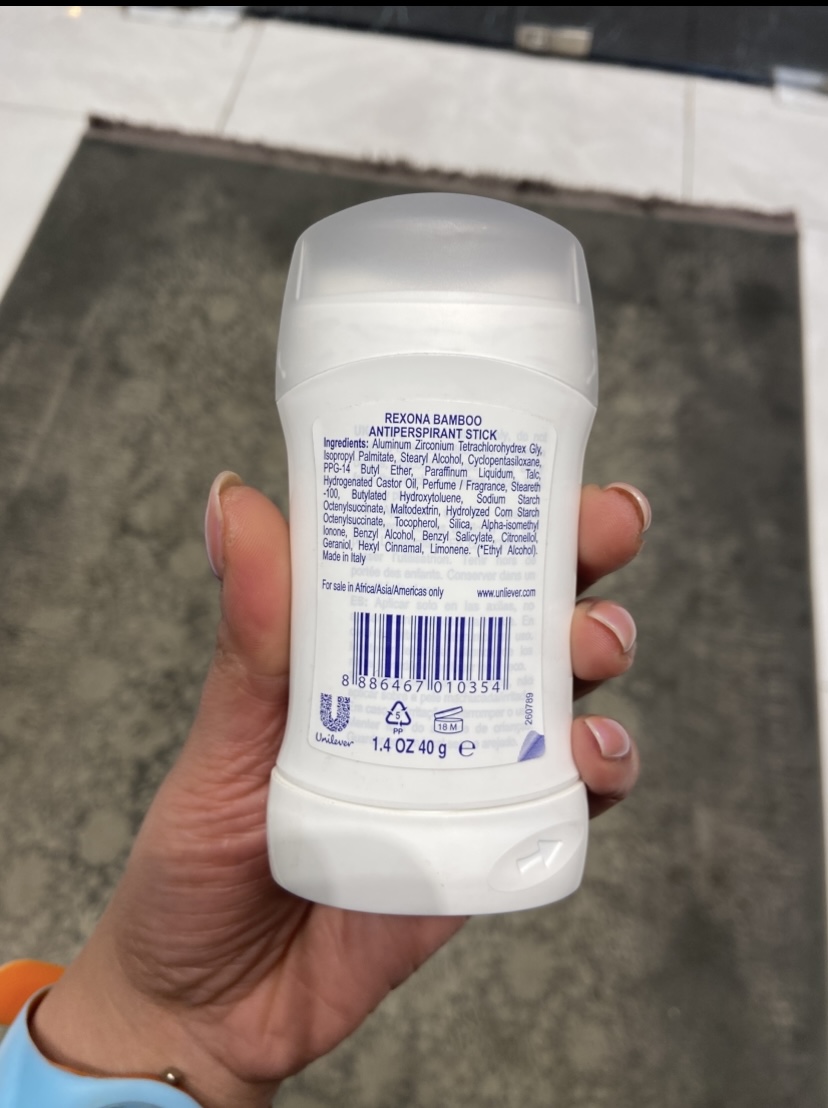 REXONA BAMBOO
ANTIPERSPIRANT STICK
Ingredients: Aluminum Zirconium Tetrachlorohydrex Gly,
Isopropyl Palmitate, Stearyl Alcohol, Cyclopentasiloxane,
PPG-14 Butyl Ether, Paraffinum Liquidum, Talc,
Hydrogenated Castor Oil, Perfume / Fragrance, Steareth
-100, Butylated Hydroxytoluene, Sodium Starch
Octenylsuccinate, Maltodextrin, Hydrolyzed Corn Starch
Octenylsuccinate, Tocopherol, Silica, Alpha-isomethyl
Ionone, Benzyl Alcohol, Benzyl Salicylate, Citronellol,
Geraniol, Hexyl Cinnamal, Limonene. (*Ethyl Alcohol).
Made in Italy
For sale in Africa/Asia/Americas only www.unliever.com
8 886467 010354
260789
5
PP
18 M
Unilever
1.4 OZ 40 g e